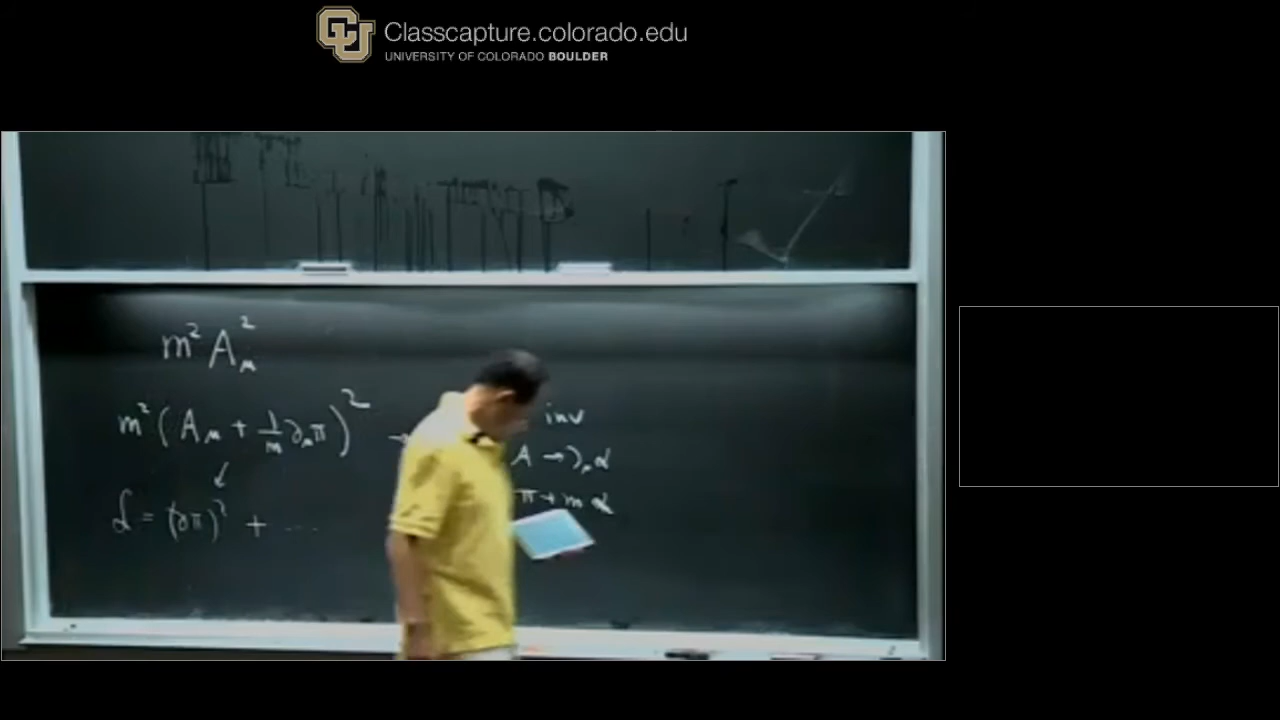 Classcapture.colorado.edu
UNIVERSITY OF COLORADO BOULDER
m² A_μ²
m² ( A_μ + 1/m ∂_μ π )² →
inv
A → ∂_μ α
π + m α
ℒ = (∂π)² + ...